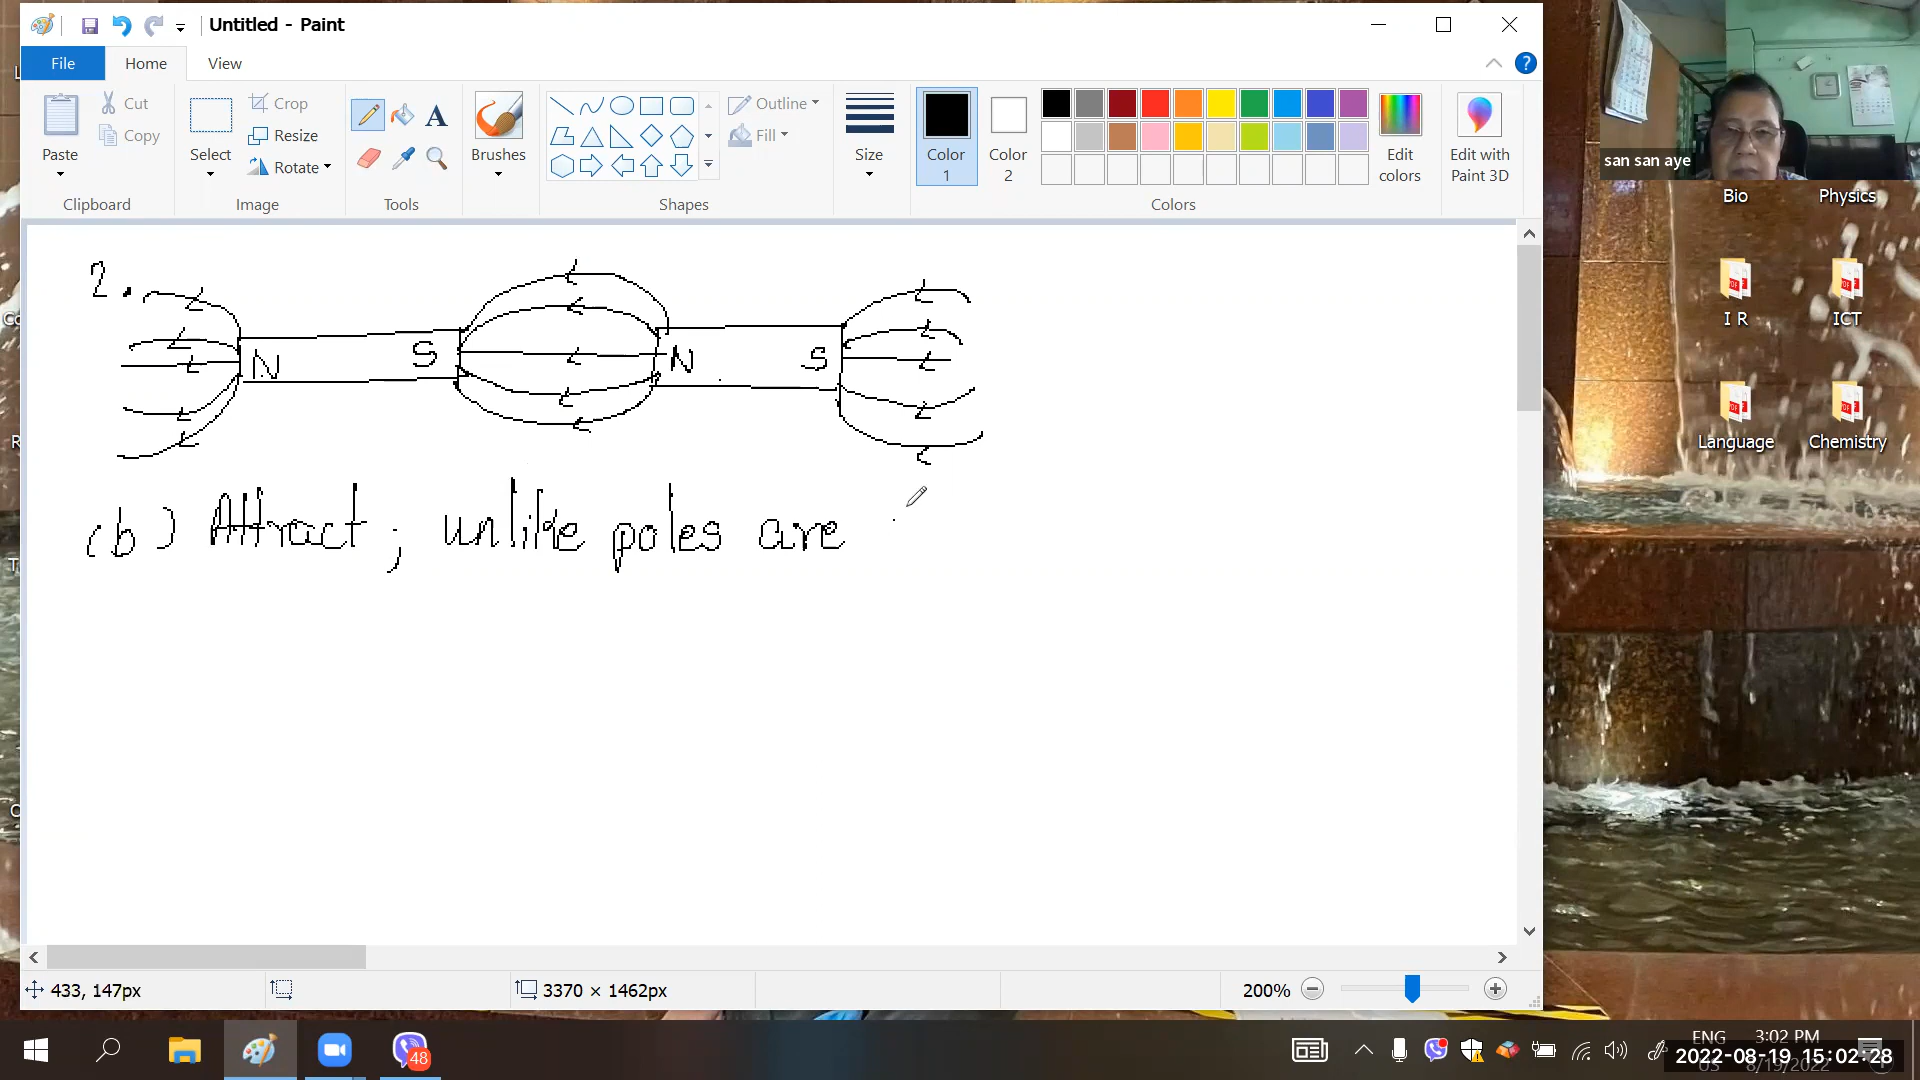 Untitled - Paint
File Home View
Paste Cut Copy Clipboard
Select Crop Resize Rotate Image
Tools
Brushes
Outline Fill Shapes
Size
Color 1 Color 2 Edit colors Colors
Edit with Paint 3D
san san aye
Bio Physics
I R ICT
Language Chemistry
2.
N S N S
(b) Attract; unlike poles are
433, 147px
3370 × 1462px
200%
48
ENG 3:02 PM
2022-08-19 15:02:28
8/19/2022